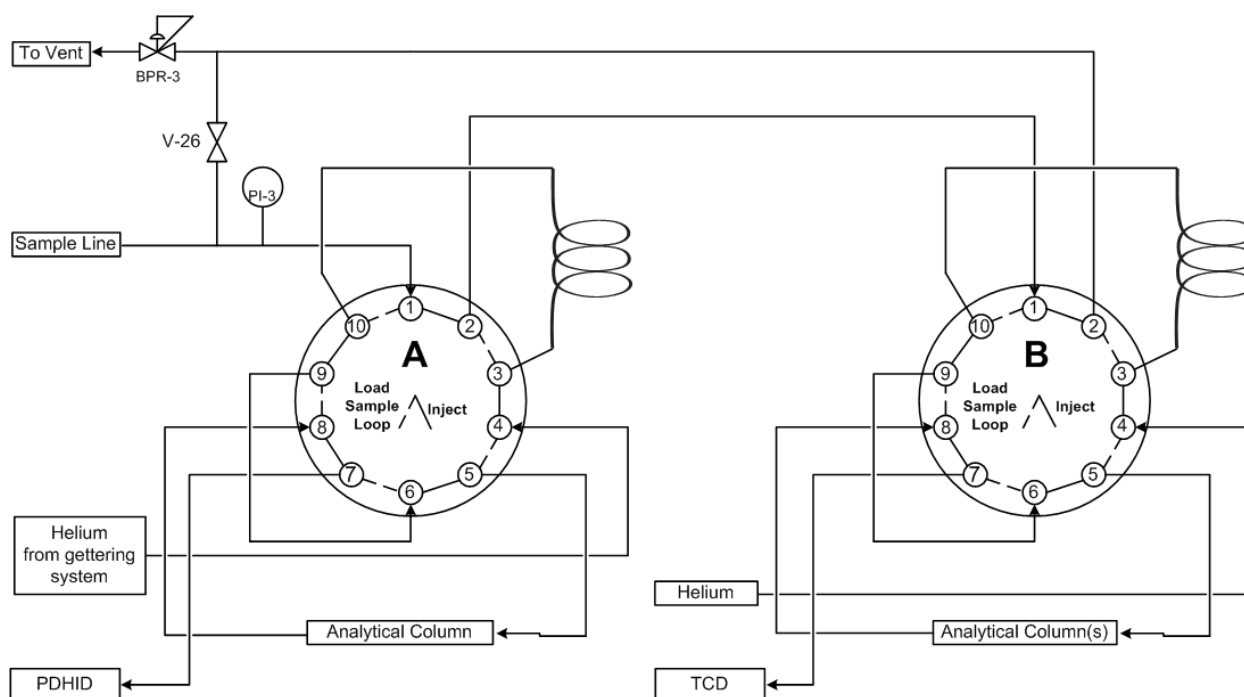 To Vent
BPR-3
V-26
PI-3
Sample Line
1
2
3
4
5
6
7
8
9
10
A
Load
Sample
Loop
Inject
1
2
3
4
5
6
7
8
9
10
B
Load
Sample
Loop
Inject
Helium
from gettering
system
Helium
Analytical Column
Analytical Column(s)
PDHID
TCD